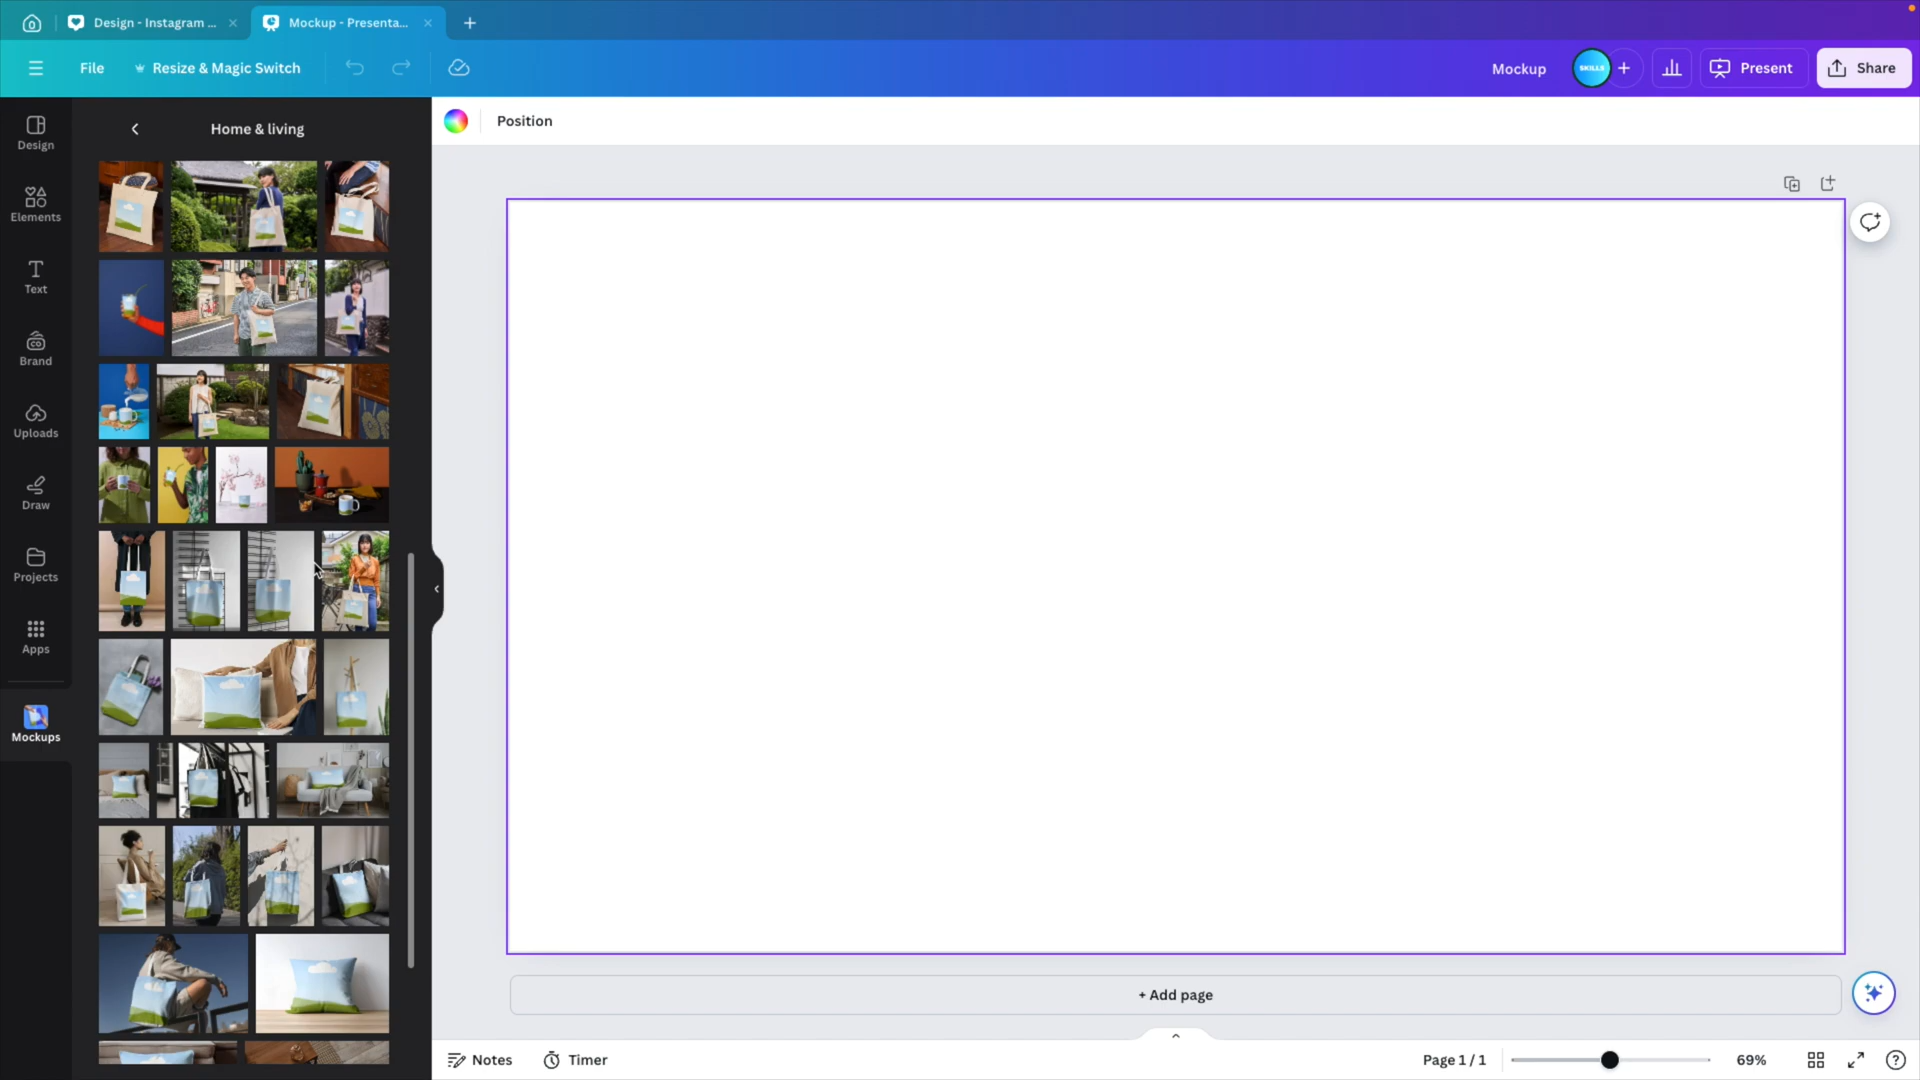 Design - Instagram ...
Mockup - Presenta...
File
Resize & Magic Switch
Mockup
SKILLS
Present
Share
Design
Elements
Text
Brand
Uploads
Draw
Projects
Apps
Mockups
Home & living
Position
+ Add page
Notes
Timer
Page 1 / 1
69%